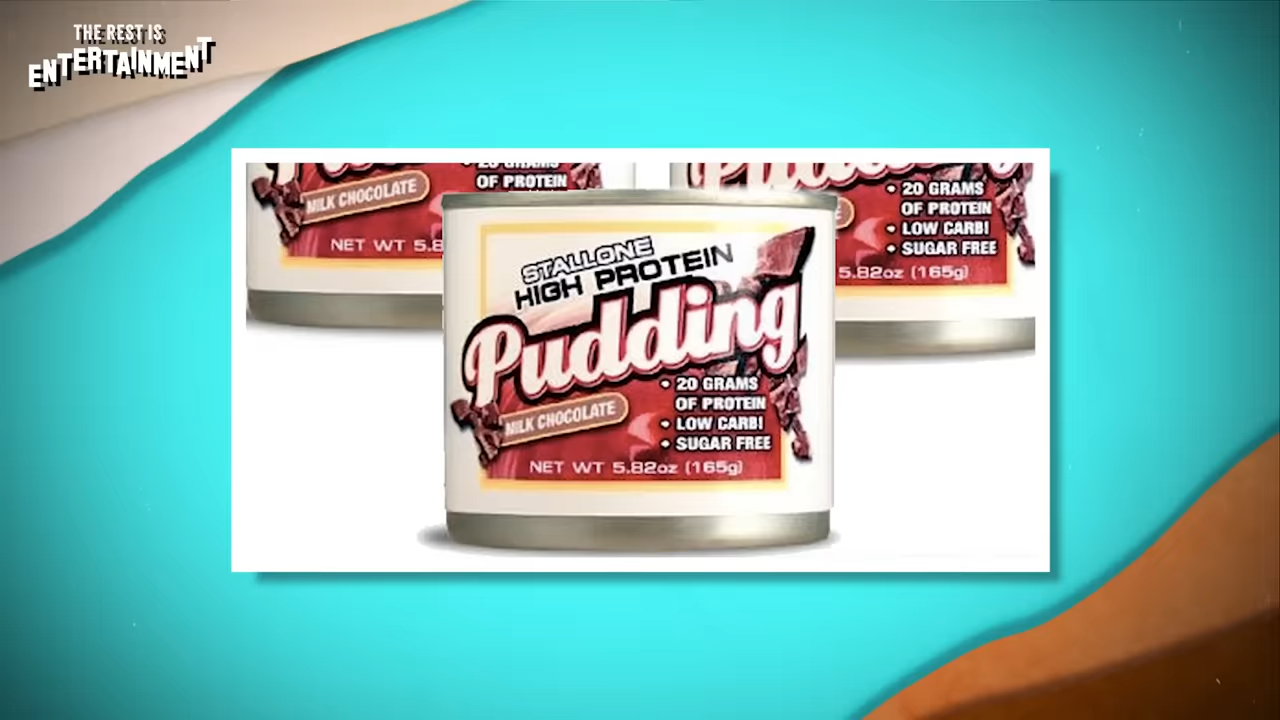 THE REST IS
ENTERTAINMENT
MILK CHOCOLATE
OF PROTEIN
NET WT 5.8
• 20 GRAMS
OF PROTEIN
• LOW CARB!
• SUGAR FREE
5.82oz (165g)
STALLONE
HIGH PROTEIN
Pudding
MILK CHOCOLATE
• 20 GRAMS
OF PROTEIN
• LOW CARB!
• SUGAR FREE
NET WT 5.82oz (165g)